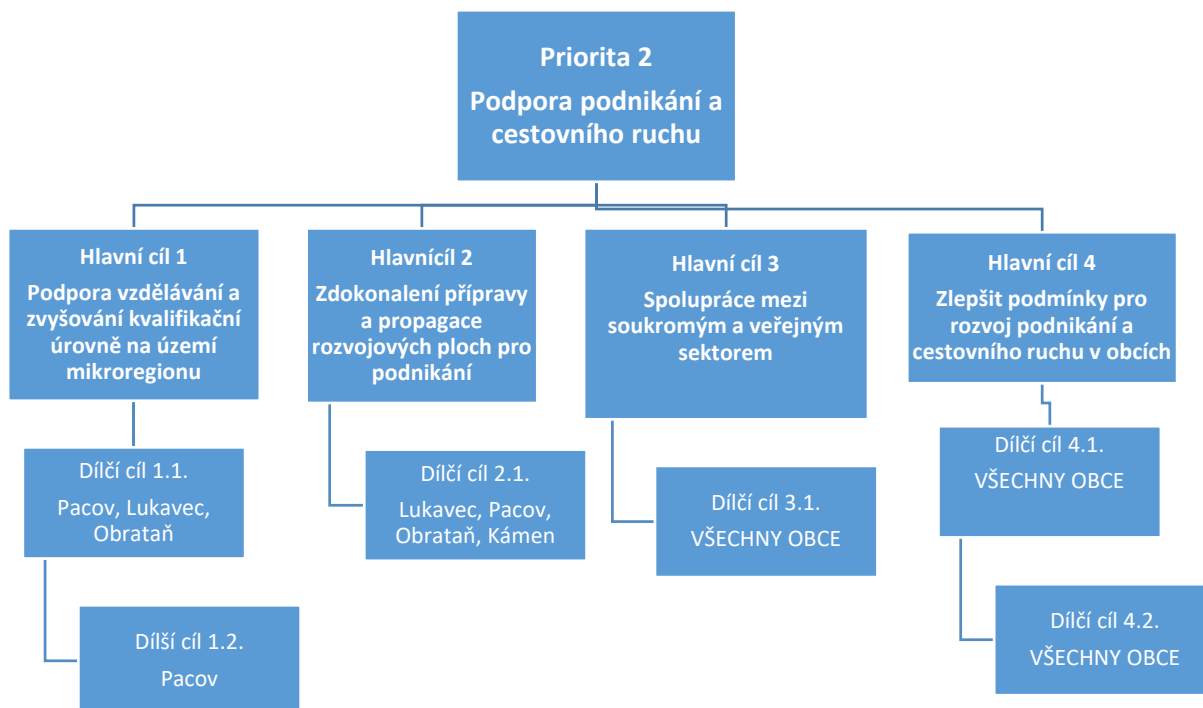 Priorita 2
Podpora podnikání a
cestovního ruchu
Hlavní cíl 1
Podpora vzdělávání a
zvyšování kvalifikační
úrovně na území
mikroregionu
Hlavnícíl 2
Zdokonalení přípravy
a propagace
rozvojových ploch pro
podnikání
Hlavní cíl 3
Spolupráce mezi
soukromým a veřejným
sektorem
Hlavní cíl 4
Zlepšit podmínky pro
rozvoj podnikání a
cestovního ruchu v obcích
Dílčí cíl 1.1.
Pacov, Lukavec,
Obrataň
Dílší cíl 1.2.
Pacov
Dílčí cíl 2.1.
Lukavec, Pacov,
Obrataň, Kámen
Dílčí cíl 3.1.
VŠECHNY OBCE
Dílčí cíl 4.1.
VŠECHNY OBCE
Dílčí cíl 4.2.
VŠECHNY OBCE